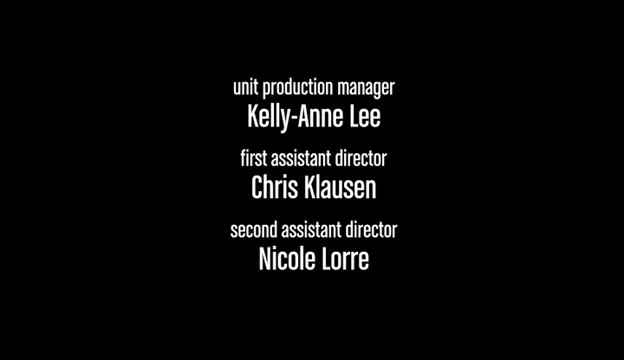 unit production manager
Kelly-Anne Lee
first assistant director
Chris Klausen
second assistant director
Nicole Lorre